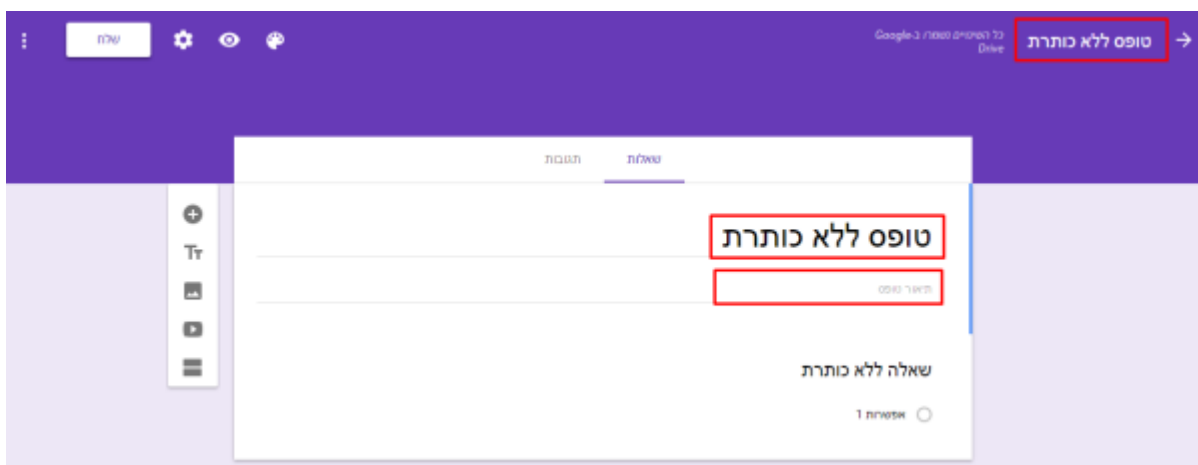 טופס ללא כותרת
כל השינויים נשמרו ב-Google
Drive
שלח
שאלות
תגובות
טופס ללא כותרת
תיאור טופס
שאלה ללא כותרת
אפשרות 1